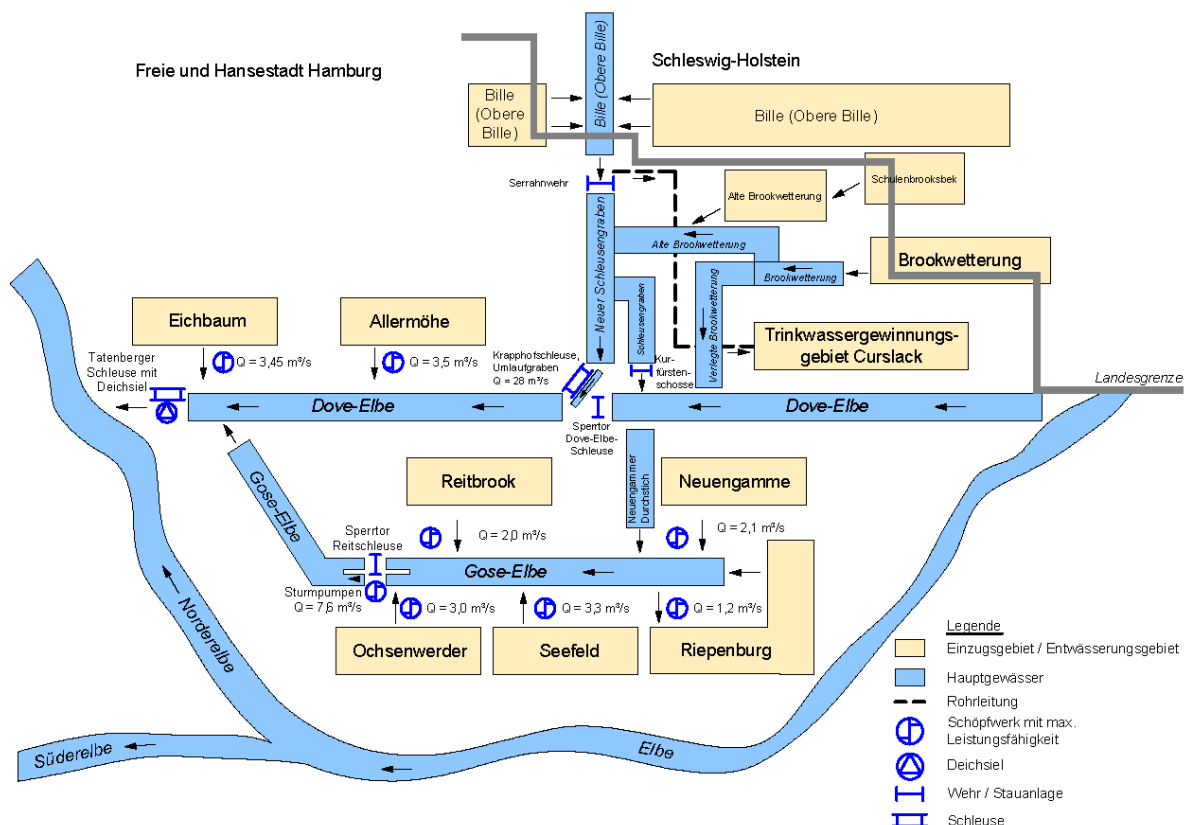 Freie und Hansestadt Hamburg
Schleswig-Holstein
Bille (Obere Bille)
Bille
(Obere
Bille)
Bille (Obere Bille)
Serrahnwehr
Schulenbrooksbek
Alte Brookwetterung
Neuer Schleusengraben
Alte Brookwetterung
Brookwetterung
Brookwetterung
Schleusengraben
Verlegte Brookwetterung
Eichbaum
Allermöhe
Trinkwassergewinnungs-
gebiet Curslack
Tatenberger
Schleuse mit
Deichsiel
Q = 3,45 m³/s
Q = 3,5 m³/s
Krapphofschleuse,
Umlaufgraben
Q = 28 m³/s
Kur-
fürsten-
schosse
Landesgrenze
Dove-Elbe
Dove-Elbe
Sperrtor
Dove-Elbe-
Schleuse
Gose-Elbe
Reitbrook
Neuengammer
Durchstich
Neuengamme
Sperrtor
Reitschleuse
Q = 2,0 m³/s
Q = 2,1 m³/s
Gose-Elbe
Sturmpumpen
Q = 7,6 m³/s
Q = 3,0 m³/s
Q = 3,3 m³/s
Q = 1,2 m³/s
Ochsenwerder
Seefeld
Riepenburg
Norderelbe
Süderelbe
Elbe
Legende
Einzugsgebiet / Entwässerungsgebiet
Hauptgewässer
Rohrleitung
Schöpfwerk mit max.
Leistungsfähigkeit
Deichsiel
Wehr / Stauanlage
Schleuse